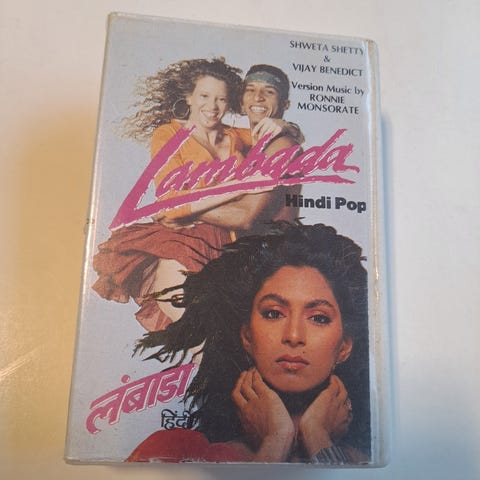 SHWETA SHETTY
&
VIJAY BENEDICT
Version Music by
RONNIE
MONSORATE
Lambada
Hindi Pop
लंबाडा
हिंदी